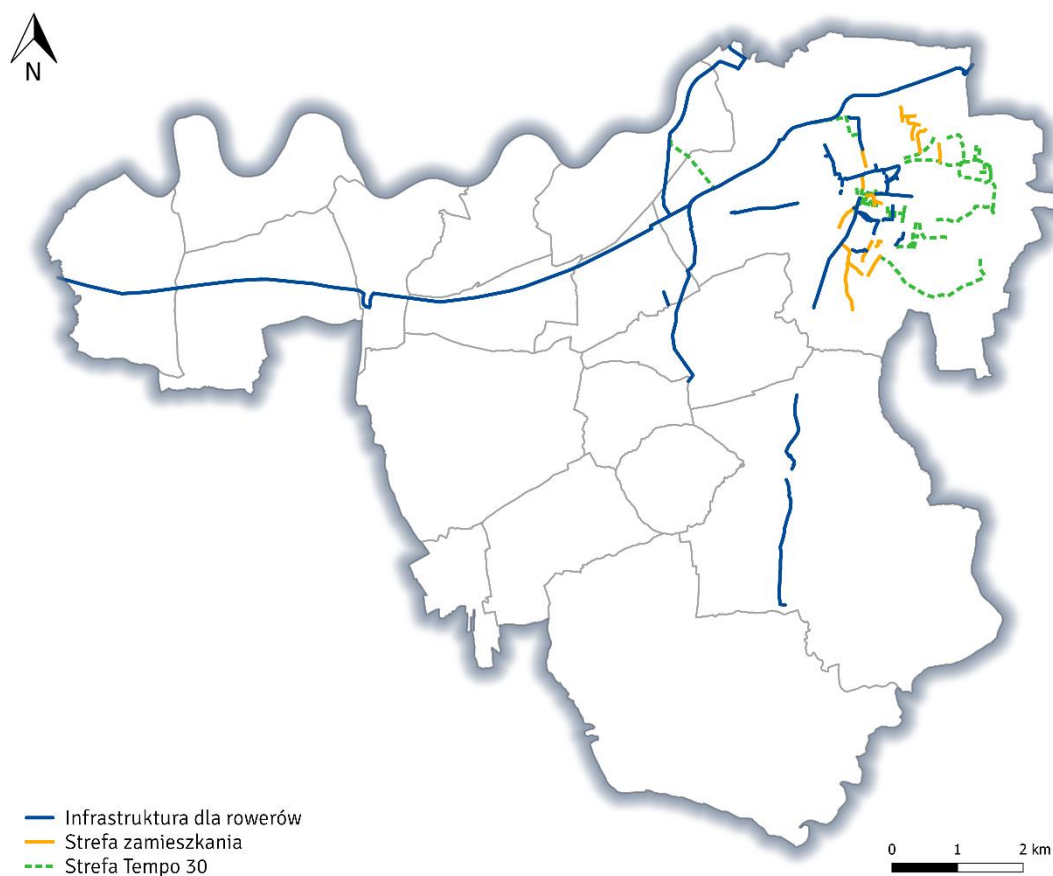 N
Infrastruktura dla rowerów
Strefa zamieszkania
Strefa Tempo 30
0 1 2 km